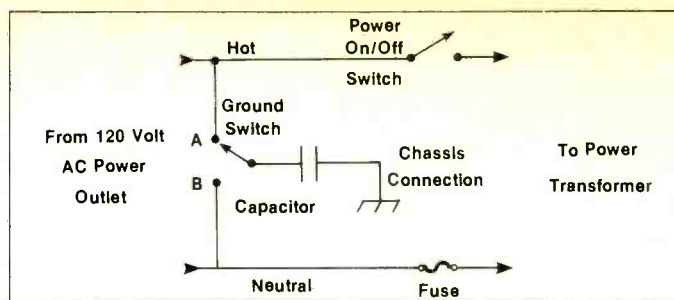 Hot
Power
On/Off
Switch
Ground
Switch
From 120 Volt
AC Power
Outlet
A
B
Capacitor
Chassis
Connection
To Power
Transformer
Neutral
Fuse